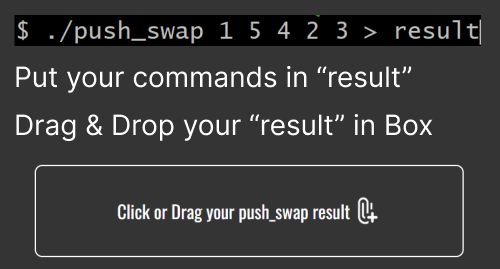 $ ./push_swap 1 5 4 2 3 > result
Put your commands in “result”
Drag & Drop your “result” in Box
Click or Drag your push_swap result